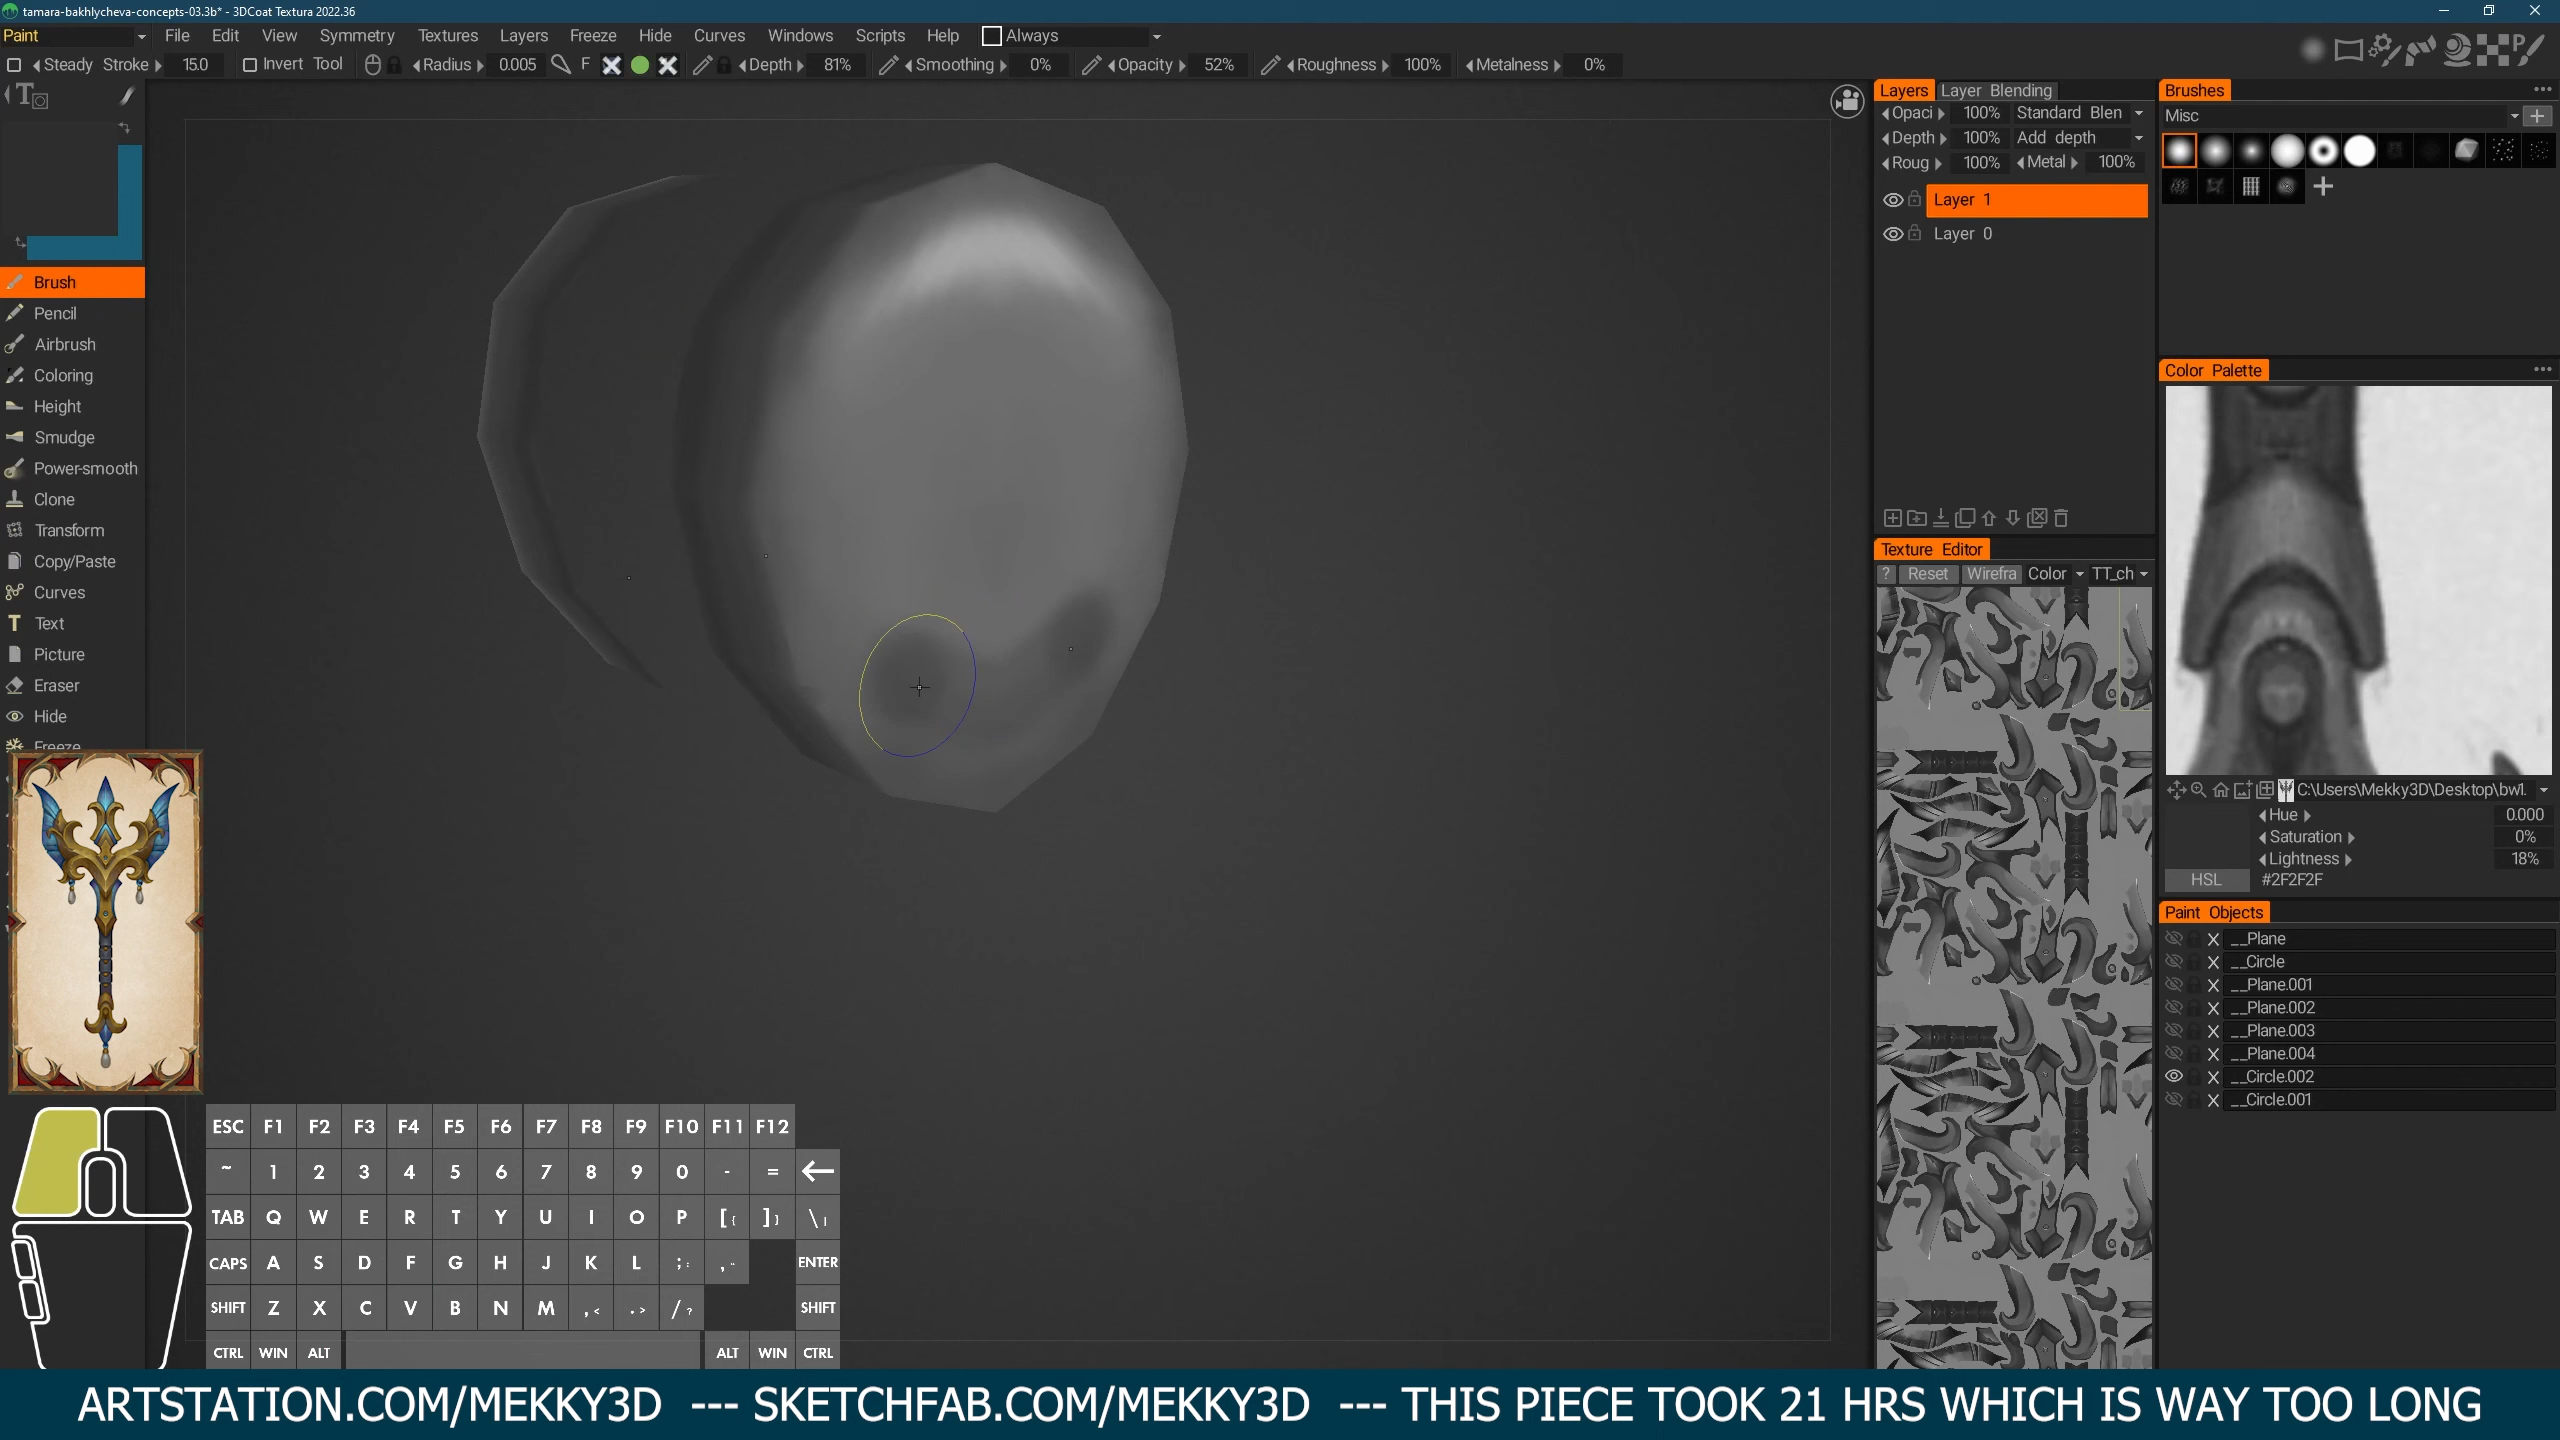 tamara-bakhlycheva-concepts-03.3b* - 3DCoat Textura 2022.36
Paint File Edit View Symmetry Textures Layers Freeze Hide Curves Windows Scripts Help Always
Steady Stroke 15.0 Invert Tool Radius 0.005 F Depth 81% Smoothing 0% Opacity 52% Roughness 100% Metalness 0%
Brush
Pencil
Airbrush
Coloring
Height
Smudge
Power-smooth
Clone
Transform
Copy/Paste
Curves
Text
Picture
Eraser
Hide
Freeze
Layers Layer Blending
Opaci 100% Standard Blen
Depth 100% Add depth
Roug 100% Metal 100%
Layer 1
Layer 0
Texture Editor
? Reset Wirefra Color TT_ch
Brushes
Misc
Color Palette
C:\Users\Mekky3D\Desktop\bw1.
Hue 0.000
Saturation 0%
Lightness 18%
HSL #2F2F2F
Paint Objects
X __Plane
X __Circle
X __Plane.001
X __Plane.002
X __Plane.003
X __Plane.004
X __Circle.002
X __Circle.001
ESC F1 F2 F3 F4 F5 F6 F7 F8 F9 F10 F11 F12
~ 1 2 3 4 5 6 7 8 9 0 - =
TAB Q W E R T Y U I O P [ { ] } \ |
CAPS A S D F G H J K L ; : , " ENTER
SHIFT Z X C V B N M , < . > / ? SHIFT
CTRL WIN ALT ALT WIN CTRL
ARTSTATION.COM/MEKKY3D --- SKETCHFAB.COM/MEKKY3D --- THIS PIECE TOOK 21 HRS WHICH IS WAY TOO LONG